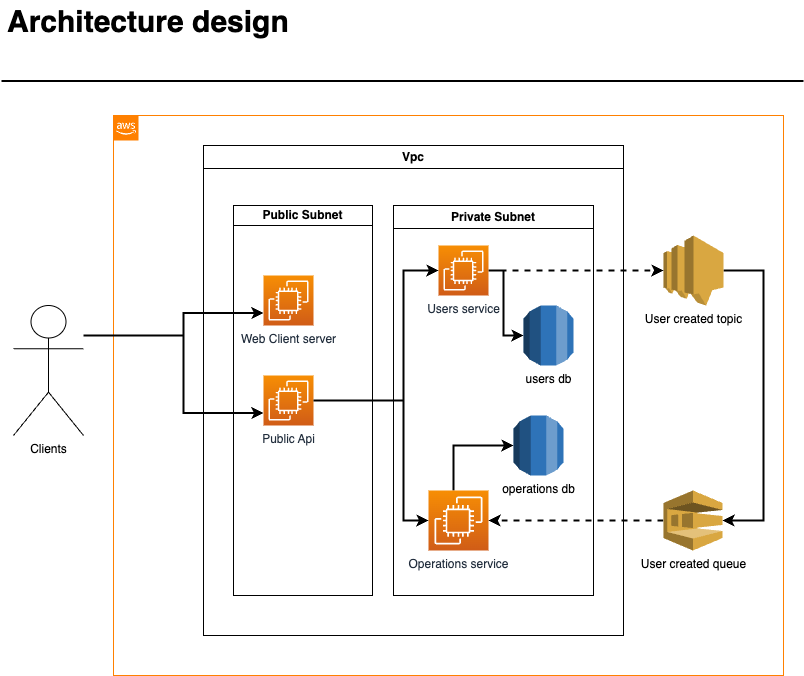 Architecture design
aws
Vpc
Public Subnet
Private Subnet
Web Client server
Public Api
Users service
users db
operations db
Operations service
User created topic
User created queue
Clients